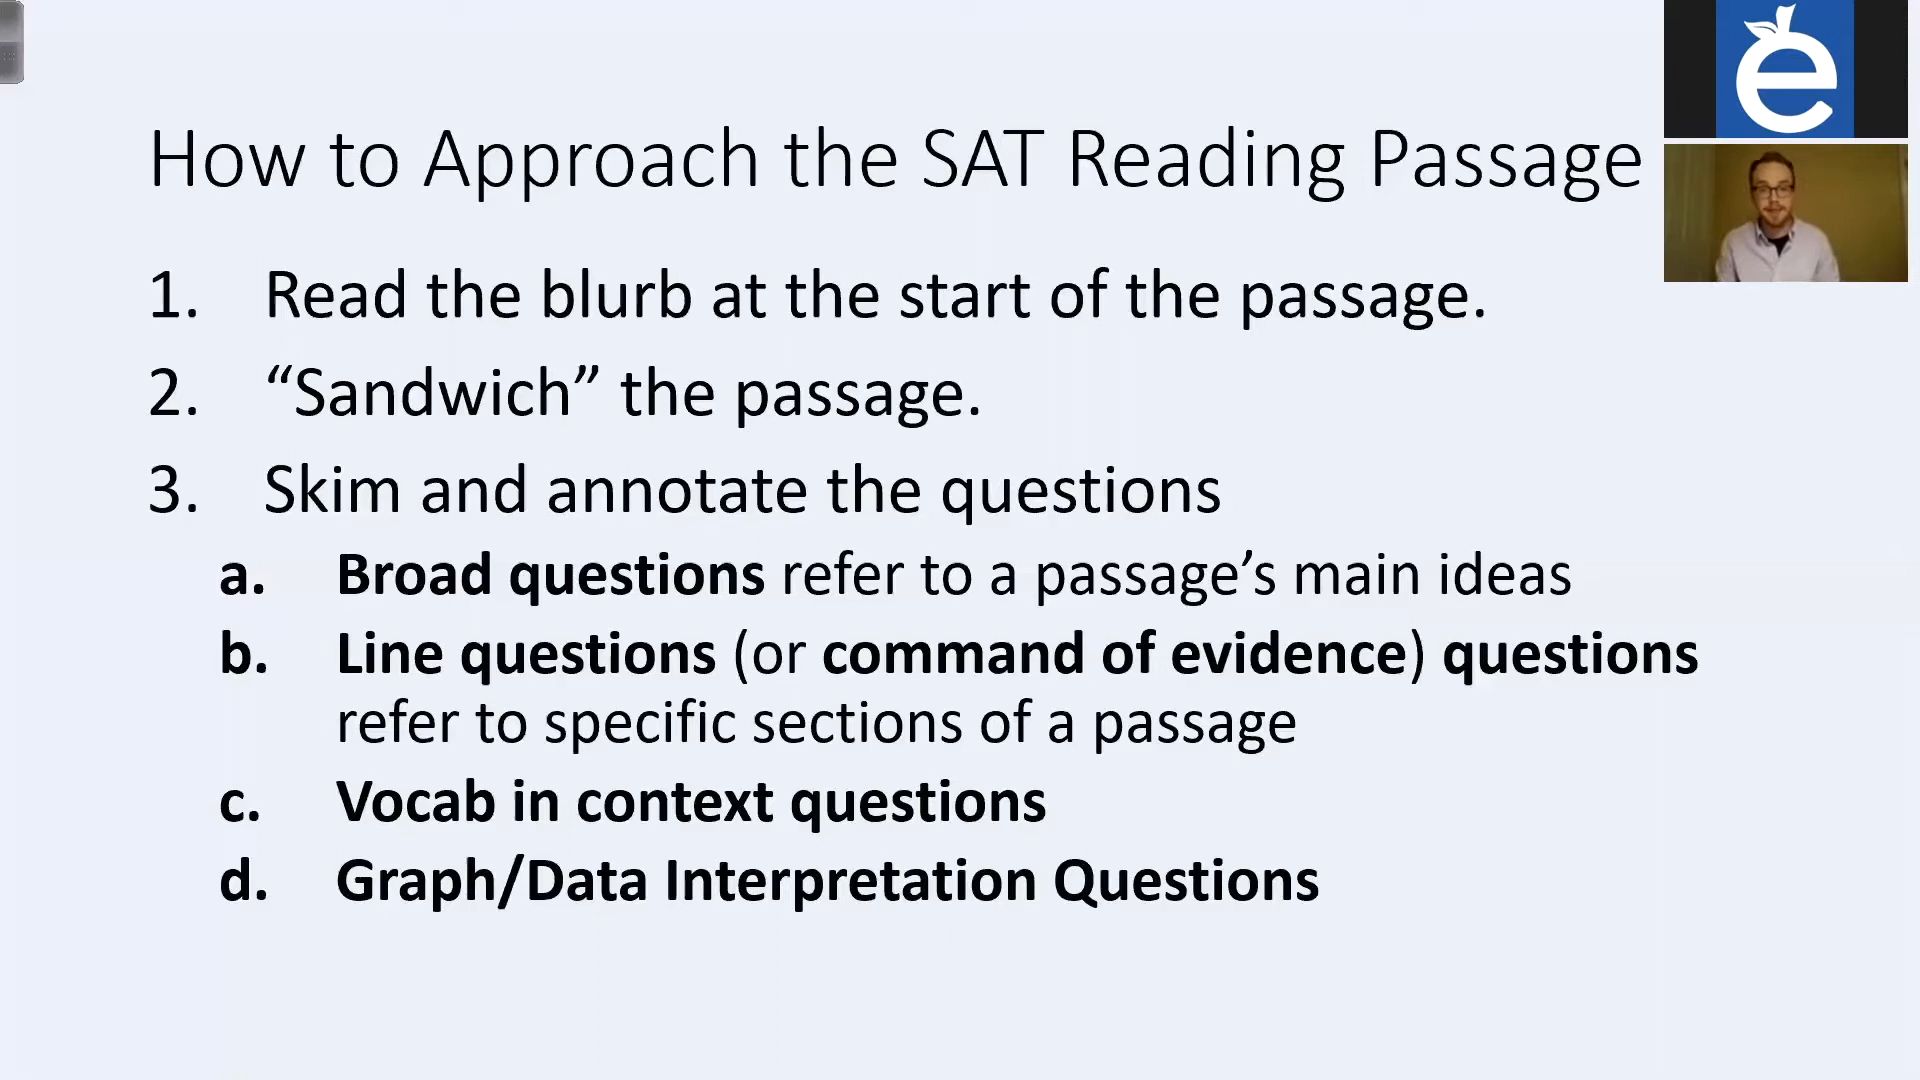 How to Approach the SAT Reading Passage
1. Read the blurb at the start of the passage.
2. “Sandwich” the passage.
3. Skim and annotate the questions
a. Broad questions refer to a passage’s main ideas
b. Line questions (or command of evidence) questions
refer to specific sections of a passage
c. Vocab in context questions
d. Graph/Data Interpretation Questions
e